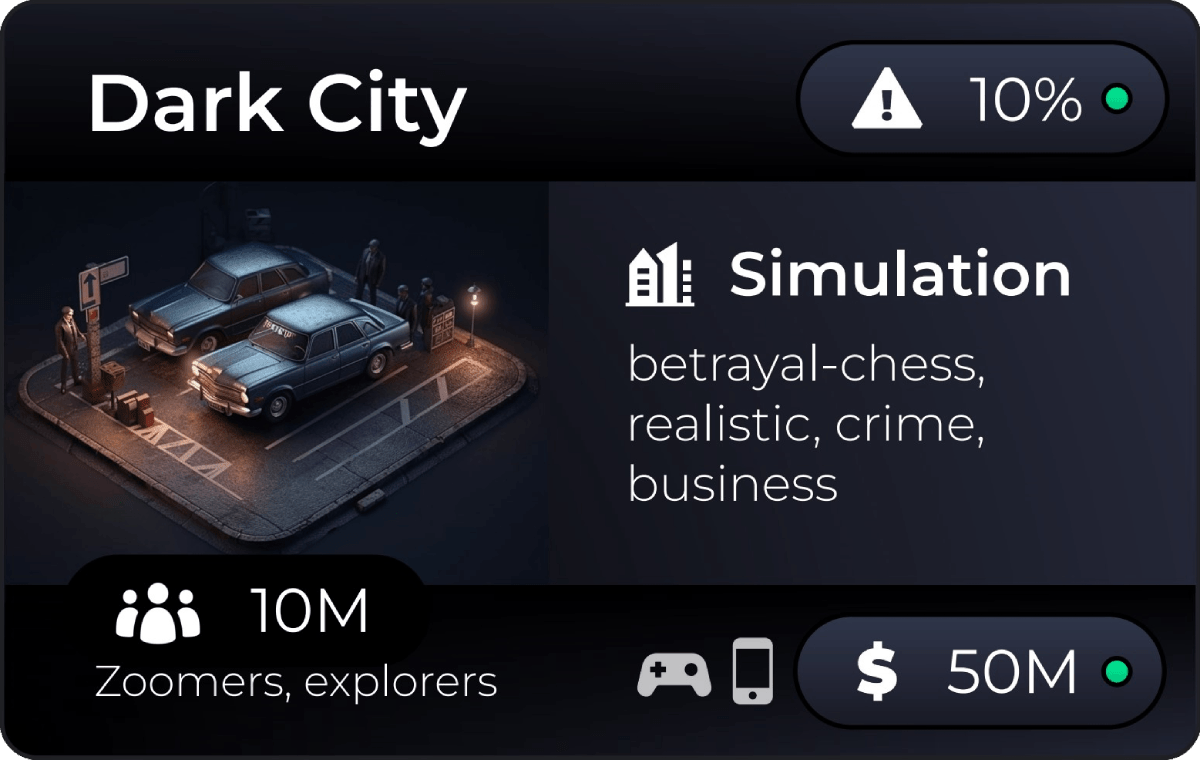 Dark City
10%
Simulation
betrayal-chess,
realistic, crime,
business
10M
Zoomers, explorers
50M